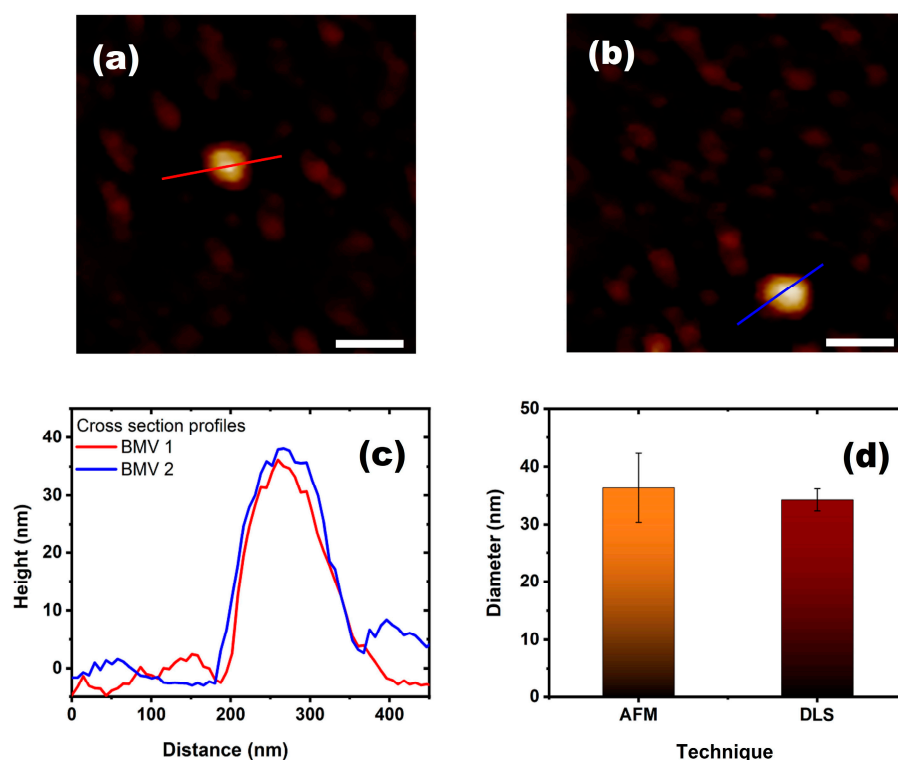 (a)
(b)
Cross section profiles
BMV 1
BMV 2
(c)
40
30
20
10
0
0 100 200 300 400
Height (nm)
Distance (nm)
(d)
50
40
30
20
10
0
AFM DLS
Diameter (nm)
Technique